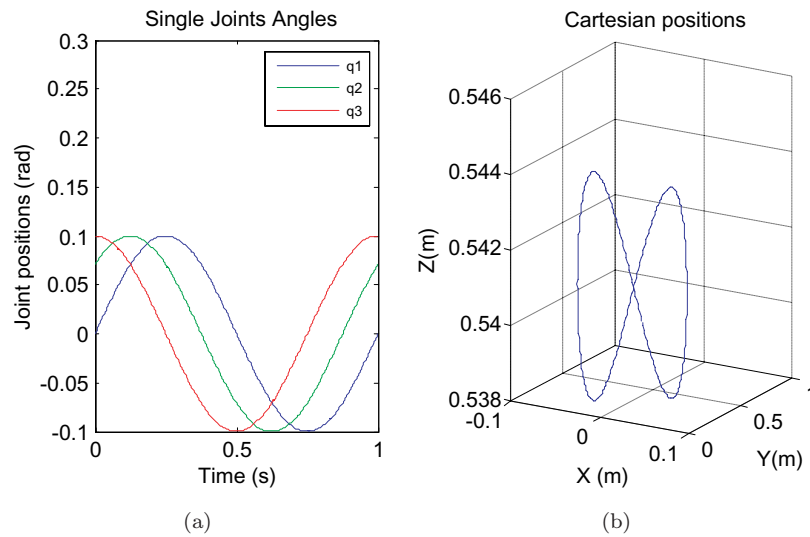 Single Joints Angles
0.3
0.25
0.2
0.15
0.1
0.05
0
-0.05
-0.1
0
0.5
1
Joint positions (rad)
Time (s)
q1
q2
q3
(a)
Cartesian positions
0.546
0.544
0.542
0.54
0.538
Z(m)
-0.1
0
0.1
X (m)
0
0.5
Y(m)
(b)